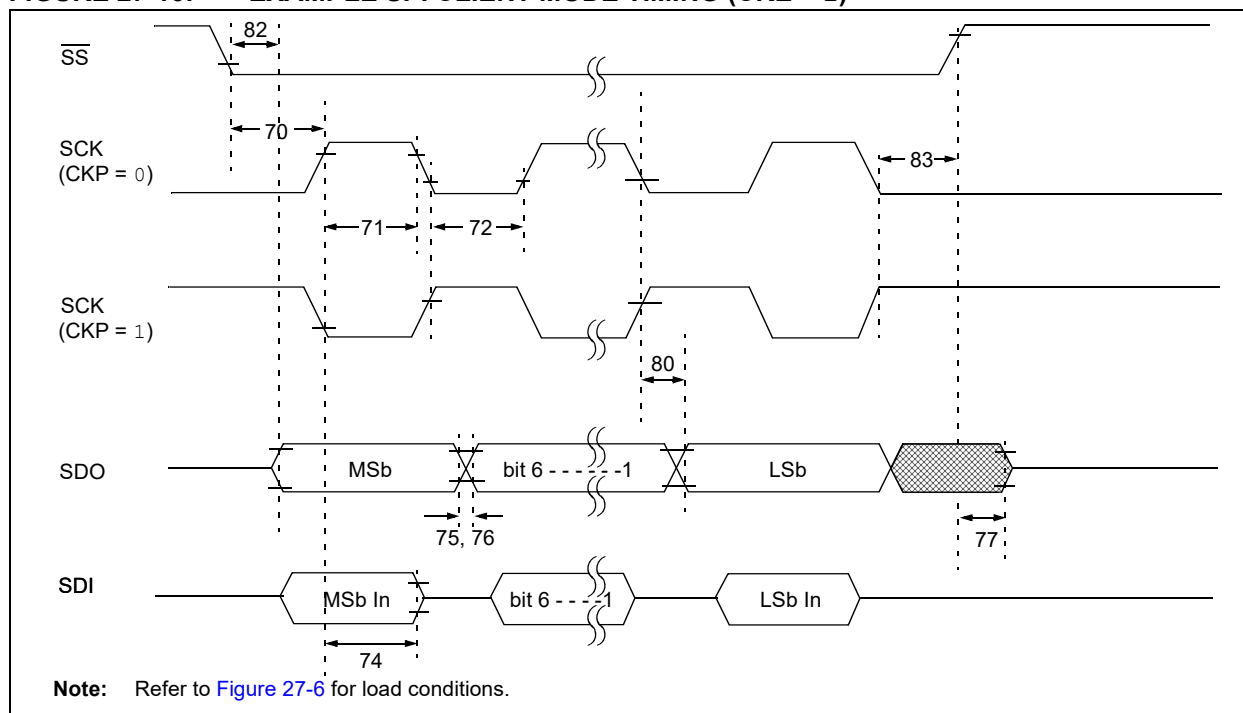 82
SS
70
SCK
(CKP = 0)
83
71
72
SCK
(CKP = 1)
80
SDO
MSb
bit 6 - - - - - -1
LSb
75, 76
77
SDI
MSb In
bit 6 - - - -1
LSb In
74
Note: Refer to Figure 27-6 for load conditions.